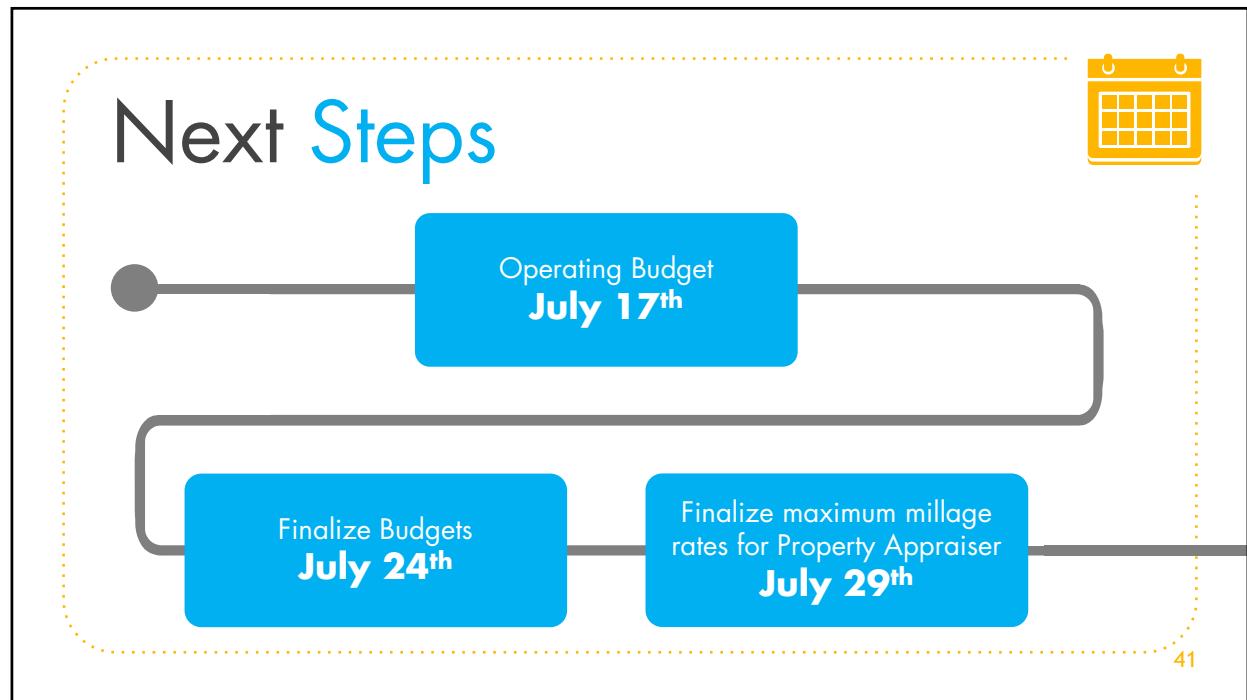 Next Steps
Operating Budget
July 17th
Finalize Budgets
July 24th
Finalize maximum millage
rates for Property Appraiser
July 29th
41